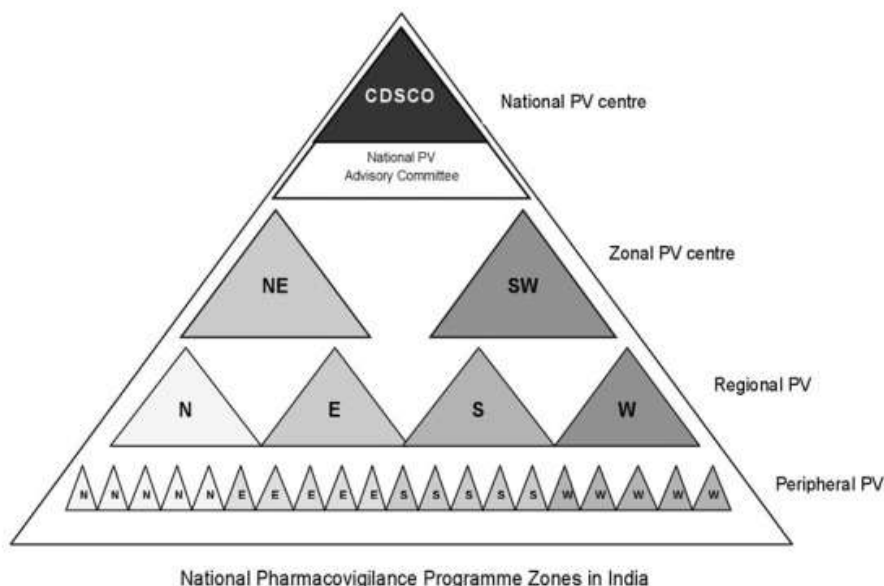 CDSCO
National PV centre
National PV
Advisory Committee
Zonal PV centre
NE SW
Regional PV
N E S W
Peripheral PV
N N N N N E E E E E S S S S S W W W W W
National Pharmacovigilance Programme Zones in India